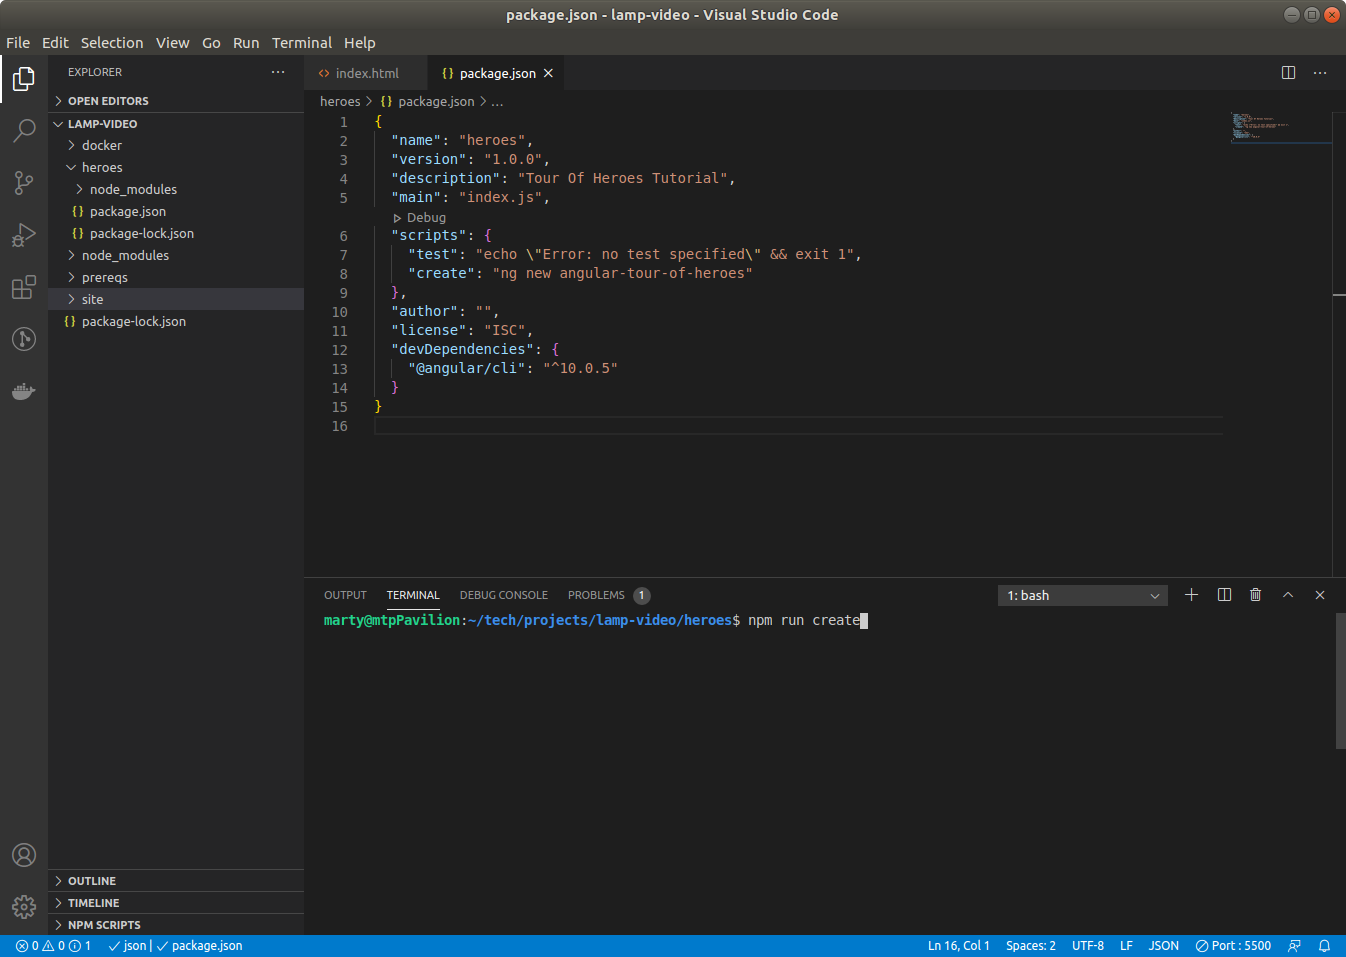 package.json - lamp-video - Visual Studio Code
File Edit Selection View Go Run Terminal Help
EXPLORER
OPEN EDITORS
LAMP-VIDEO
docker
heroes
node_modules
package.json
package-lock.json
node_modules
prereqs
site
package-lock.json
OUTLINE
TIMELINE
NPM SCRIPTS
index.html
package.json
heroes > {} package.json > ...
1 {
2 "name": "heroes",
3 "version": "1.0.0",
4 "description": "Tour Of Heroes Tutorial",
5 "main": "index.js",
Debug
6 "scripts": {
7 "test": "echo \"Error: no test specified\" && exit 1",
8 "create": "ng new angular-tour-of-heroes"
9 },
10 "author": "",
11 "license": "ISC",
12 "devDependencies": {
13 "@angular/cli": "^10.0.5"
14 }
15 }
16
OUTPUT TERMINAL DEBUG CONSOLE PROBLEMS 1
1: bash
marty@mtpPavilion:~/tech/projects/lamp-video/heroes$ npm run create
0 0 1 json | package.json
Ln 16, Col 1 Spaces: 2 UTF-8 LF JSON Port : 5500